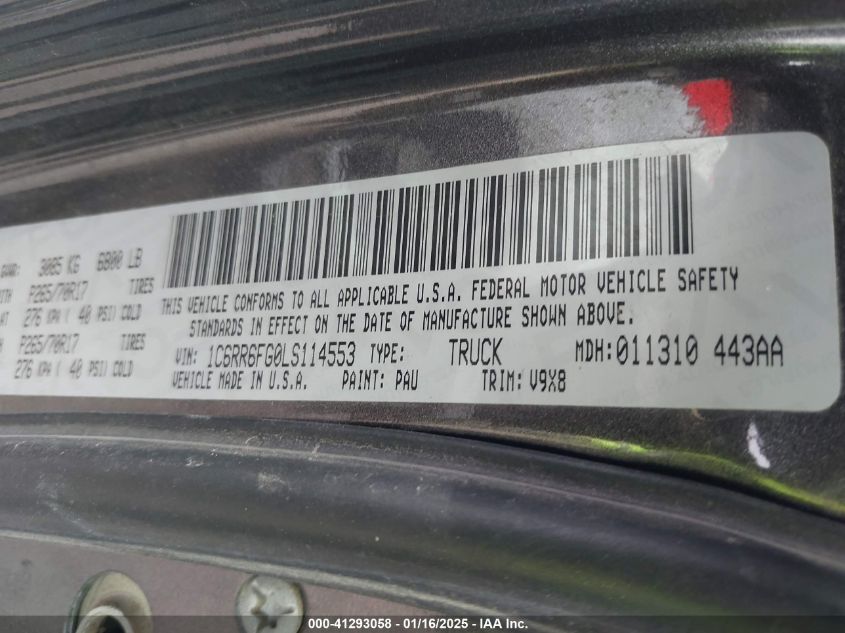 GVWR: 3085 KG 6800 LB
P265/70R17 TIRES
AT 276 KPA ( 40 PSI) COLD
P265/70R17 TIRES
276 KPA ( 40 PSI) COLD
THIS VEHICLE CONFORMS TO ALL APPLICABLE U.S.A. FEDERAL MOTOR VEHICLE SAFETY
STANDARDS IN EFFECT ON THE DATE OF MANUFACTURE SHOWN ABOVE.
VIN: 1C6RR6FG0LS114553 TYPE: TRUCK MDH:011310 443AA
VEHICLE MADE IN U.S.A. PAINT: PAU TRIM: V9X8
000-41293058 - 01/16/2025 - IAA Inc.